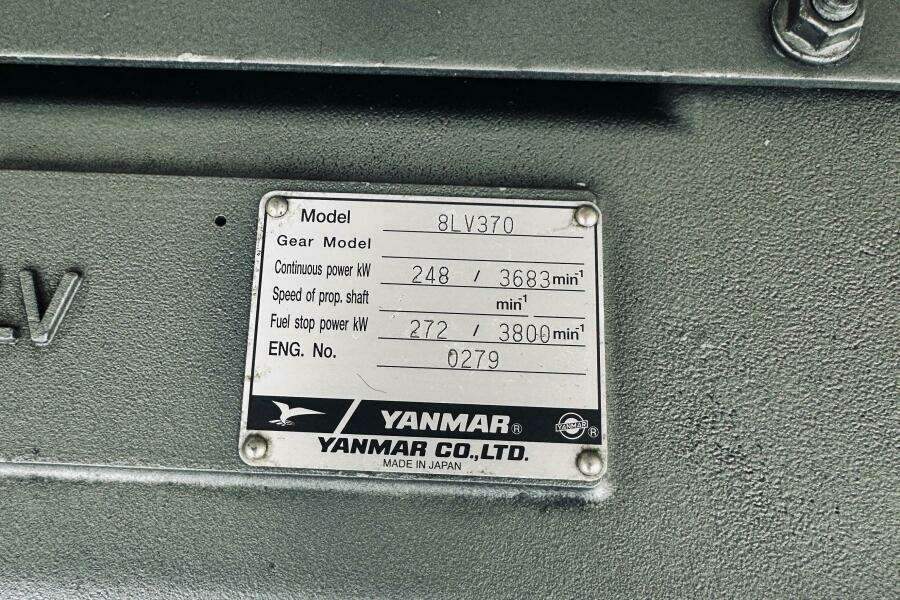 LV
Model 8LV370
Gear Model
Continuous power kW 248 / 3683 min-1
Speed of prop. shaft min-1
Fuel stop power kW 272 / 3800 min-1
ENG. No. 0279
YANMAR® YANMAR ®
YANMAR CO.,LTD.
MADE IN JAPAN